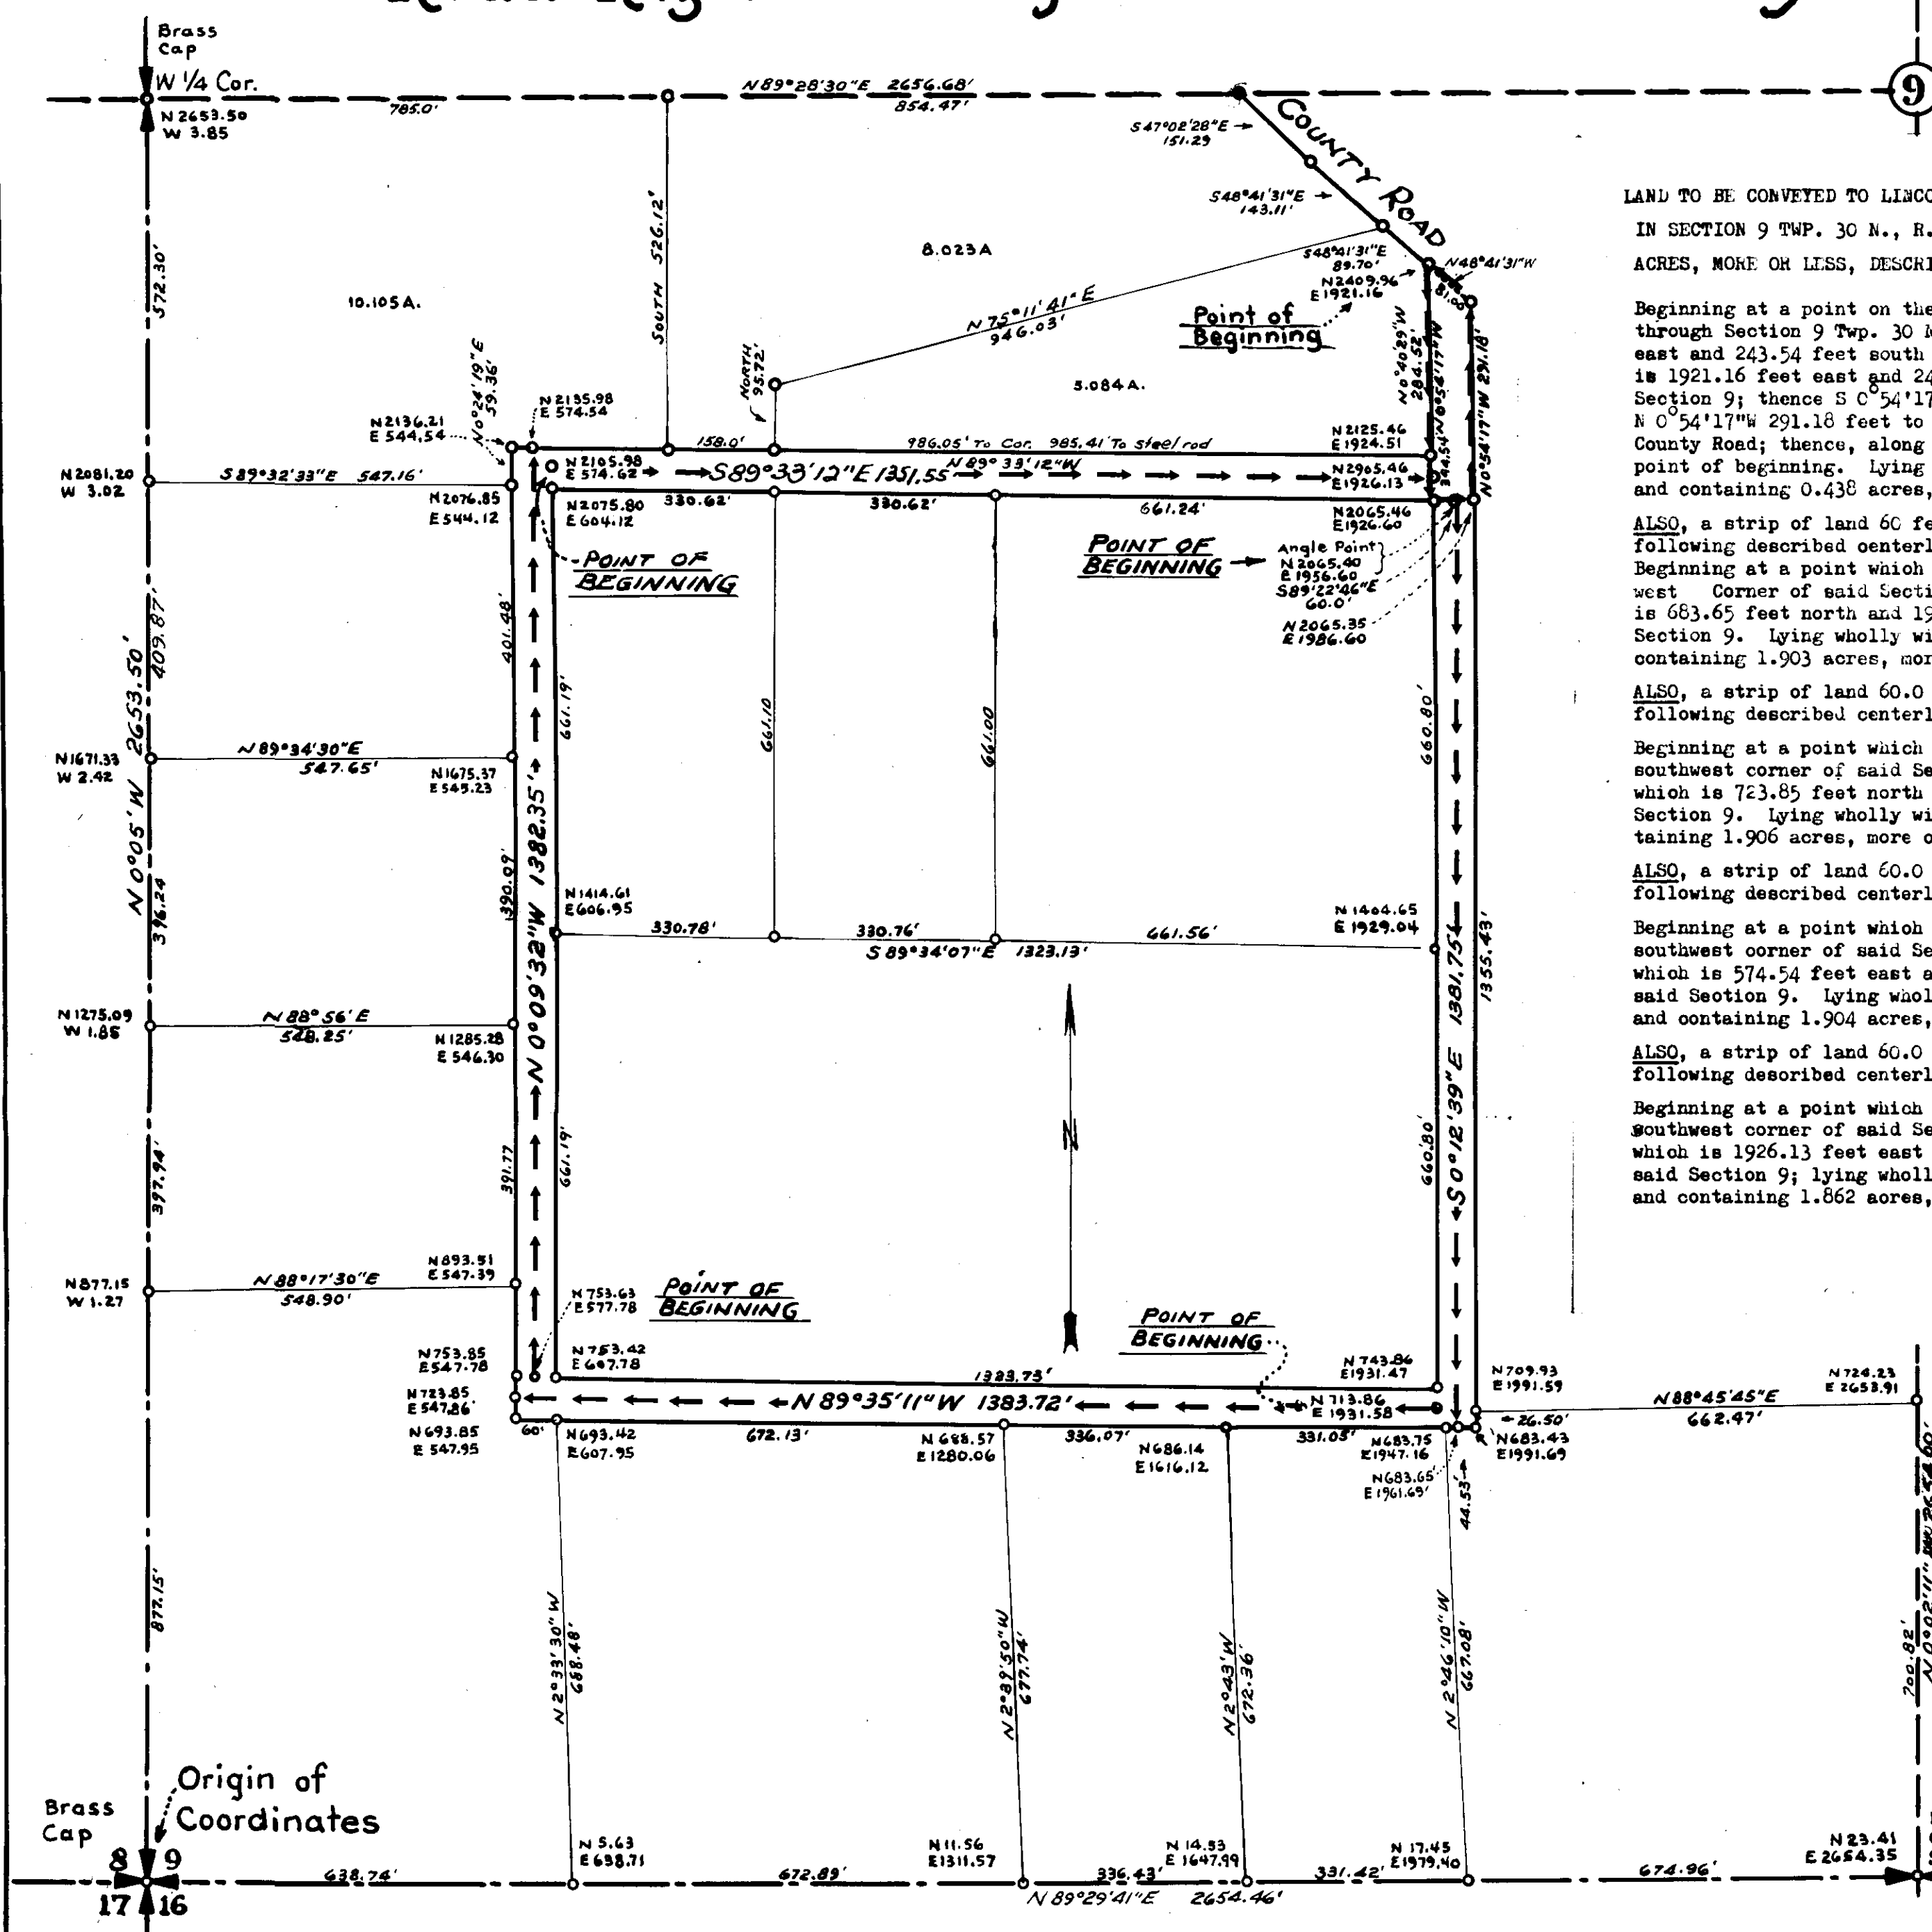 Brass
Cap
W 1/4 Cor.
N 2653.50
W 3.85
785.0'
N89°28'30"E 2656.68'
854.47'
9
COUNTY ROAD
S47°02'28"E
151.29
S48°41'31"E
143.11'
S48°41'31"E
89.70'
N2409.96
E1921.16
N48°41'31"W
81.00
Point of
Beginning
8.023A
10.105A.
5.084A.
572.30'
SOUTH 526.12'
N 75°11'41" E
946.03'
NORTH
95.72'
N0°24'19"E
59.36'
N0°40'29"W
284.52'
N0°54'17"W
344.54'
N0°54'17"W 291.18'
N2136.21
E 544.54
N2135.98
E 574.54
158.0'
986.05' To Cor. 985.41 To steel rod
N2125.46
E1924.51
N2081.20
W 3.02
S89°32'33"E 547.16'
N2105.98
E574.62
S89°33'12"E 1351.55
N89°33'12"W
N2905.46
E1926.13
N2076.85
E544.12
N2075.80
E604.12
330.62'
330.62'
661.24'
N2065.46
E1926.60
POINT OF
BEGINNING
POINT OF
BEGINNING
Angle Point
N2065.40
E1956.60
S89°22'46"E
60.0'
N2065.35
E1986.60
409.87'
401.48'
661.19'
661.10
661.00
660.80'
N0°05'W 2653.50'
N1671.33
W 2.42
N89°34'30"E
547.65'
N1675.37
E545.23
N0°09'32"W 1382.35'
396.24
390.09'
N1414.61
E606.95
330.78'
330.76'
S89°34'07"E 1323.13'
661.56'
N1404.65
E1929.04
1355.43'
S0°12'39"E 1381.75'
N1275.09
W 1.85
N88°56'E
548.25'
N1285.28
E546.30
N
397.94'
391.77
661.19'
660.80'
N877.15
W 1.27
N88°17'30"E
548.90'
N893.51
E547.39
N753.63
E577.78
POINT OF
BEGINNING
POINT OF
BEGINNING
N753.85
E547.78
N753.42
E607.78
1323.73'
N743.86
E1931.47
N709.93
E1991.59
N724.23
E2653.91
N723.85
E547.86
N89°35'11"W 1383.72'
N713.86
E1931.58
N88°45'45"E
662.47'
26.50'
N693.85
E547.95
60'
N693.42
E607.95
672.13'
N688.57
E1280.06
336.07'
N686.14
E1616.12
331.05'
N683.75
E1947.16
N683.43
E1991.69
N683.65'
E1961.69'
44.53'
877.15'
N2°33'30"W
688.48'
N2°39'50"W
677.74'
N2°43'W
672.36'
N2°46'10"W
667.08'
700.82'
Origin of
Coordinates
Brass
Cap
8 9
17 16
638.74'
N 5.63
E638.71
672.89'
N11.56
E1311.57
336.43'
N 14.53
E1647.99
331.42'
N 17.45
E1979.40
674.96'
N23.41
E2654.35
N89°29'41"E 2654.46'
LAND TO BE CONVEYED TO LINCO
IN SECTION 9 TWP. 30 N., R.
ACRES, MORE OR LESS, DESCRI
Beginning at a point on the
through Section 9 Twp. 30 N
east and 243.54 feet south
is 1921.16 feet east and 24
Section 9; thence S 0°54'17
N 0°54'17"W 291.18 feet to
County Road; thence, along
point of beginning. Lying
and containing 0.438 acres,
ALSO, a strip of land 60 fe
following described centerl
Beginning at a point which
west Corner of said Secti
is 683.65 feet north and 19
Section 9. Lying wholly wi
containing 1.903 acres, mor
ALSO, a strip of land 60.0
following described centerl
Beginning at a point which
southwest corner of said Se
which is 723.85 feet north
Section 9. Lying wholly wi
taining 1.906 acres, more o
ALSO, a strip of land 60.0
following described centerl
Beginning at a point which
southwest corner of said Se
which is 574.54 feet east a
said Section 9. Lying whol
and containing 1.904 acres,
ALSO, a strip of land 60.0
following described centerl
Beginning at a point which
southwest corner of said Se
which is 1926.13 feet east
said Section 9; lying wholl
and containing 1.862 acres,